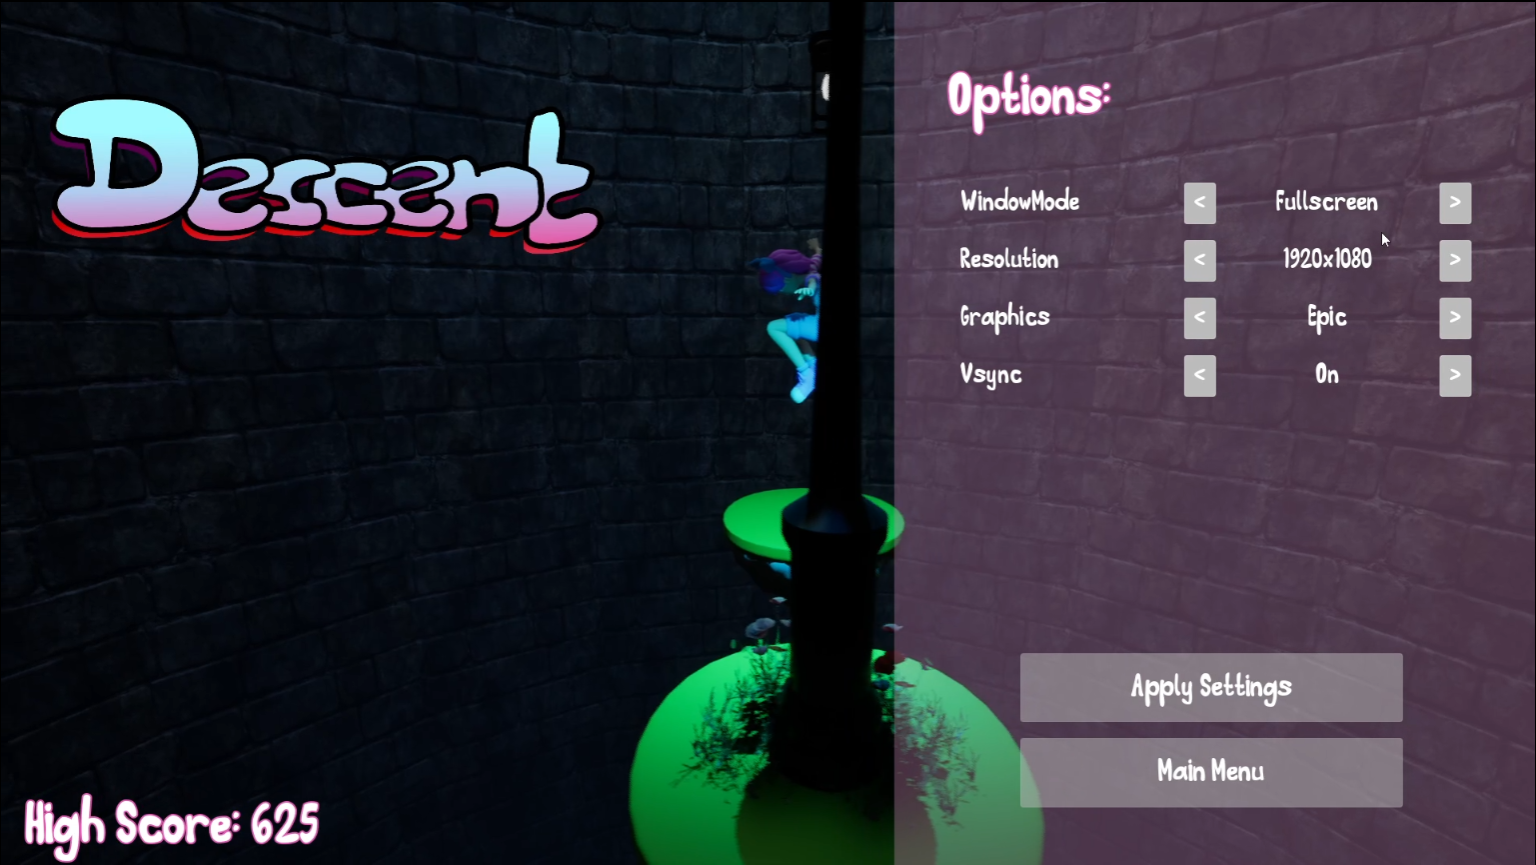 Descent
Options:
WindowMode < Fullscreen >
Resolution < 1920x1080 >
Graphics < Epic >
Vsync < On >
Apply Settings
Main Menu
High Score: 625